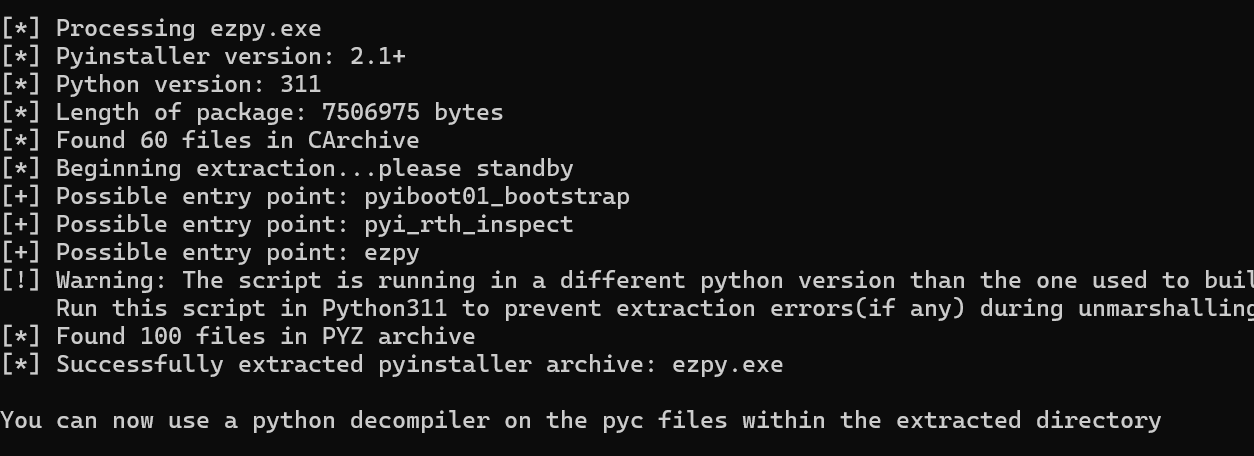 [*] Processing ezpy.exe
[*] Pyinstaller version: 2.1+
[*] Python version: 311
[*] Length of package: 7506975 bytes
[*] Found 60 files in CArchive
[*] Beginning extraction...please standby
[+] Possible entry point: pyiboot01_bootstrap
[+] Possible entry point: pyi_rth_inspect
[+] Possible entry point: ezpy
[!] Warning: The script is running in a different python version than the one used to buil
Run this script in Python311 to prevent extraction errors(if any) during unmarshalling
[*] Found 100 files in PYZ archive
[*] Successfully extracted pyinstaller archive: ezpy.exe
You can now use a python decompiler on the pyc files within the extracted directory